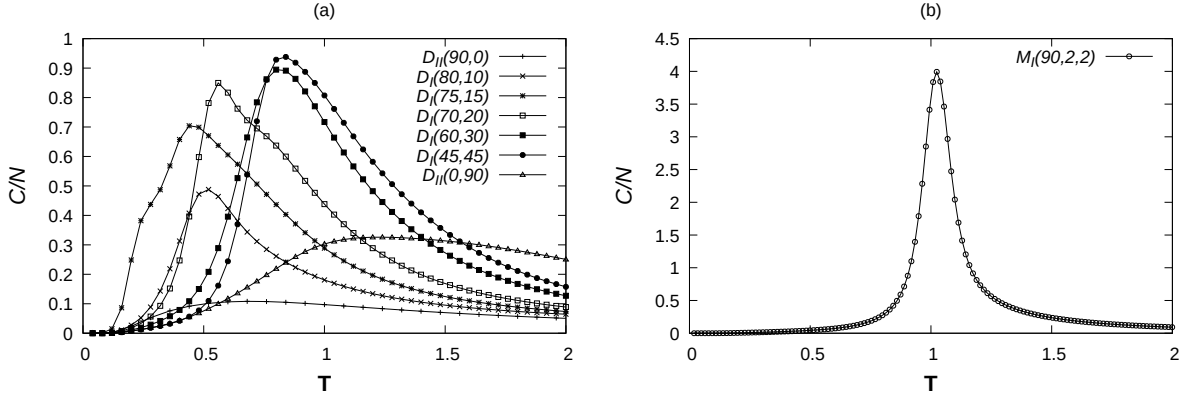 (a)
C/N
1
0.9
0.8
0.7
0.6
0.5
0.4
0.3
0.2
0.1
0
0
0.5
1
1.5
2
T
D_II(90,0)
D_I(80,10)
D_I(75,15)
D_I(70,20)
D_I(60,30)
D_I(45,45)
D_II(0,90)
(b)
C/N
4.5
4
3.5
3
2.5
2
1.5
1
0.5
0
0
0.5
1
1.5
2
T
M_I(90,2,2)